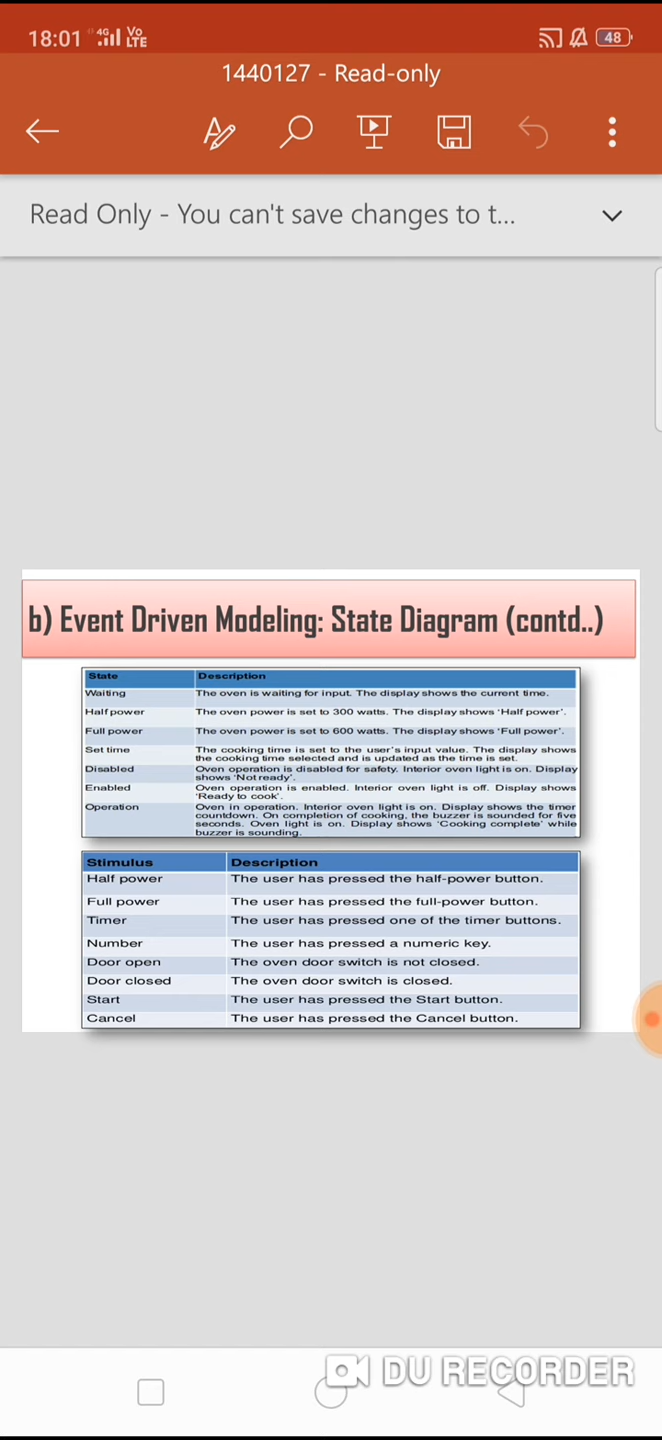 18:01 4G Vo LTE 48
1440127 - Read-only
Read Only - You can't save changes to t...
b) Event Driven Modeling: State Diagram (contd..)
State Description
Waiting The oven is waiting for input. The display shows the current time.
Half power The oven power is set to 300 watts. The display shows ‘Half power’.
Full power The oven power is set to 600 watts. The display shows ‘Full power’.
Set time The cooking time is set to the user’s input value. The display shows
the cooking time selected and is updated as the time is set.
Disabled Oven operation is disabled for safety. Interior oven light is on. Display
shows ‘Not ready’.
Enabled Oven operation is enabled. Interior oven light is off. Display shows
‘Ready to cook’.
Operation Oven in operation. Interior oven light is on. Display shows the timer
countdown. On completion of cooking, the buzzer is sounded for five
seconds. Oven light is on. Display shows ‘Cooking complete’ while
buzzer is sounding.
Stimulus Description
Half power The user has pressed the half-power button.
Full power The user has pressed the full-power button.
Timer The user has pressed one of the timer buttons.
Number The user has pressed a numeric key.
Door open The oven door switch is not closed.
Door closed The oven door switch is closed.
Start The user has pressed the Start button.
Cancel The user has pressed the Cancel button.
DU RECORDER